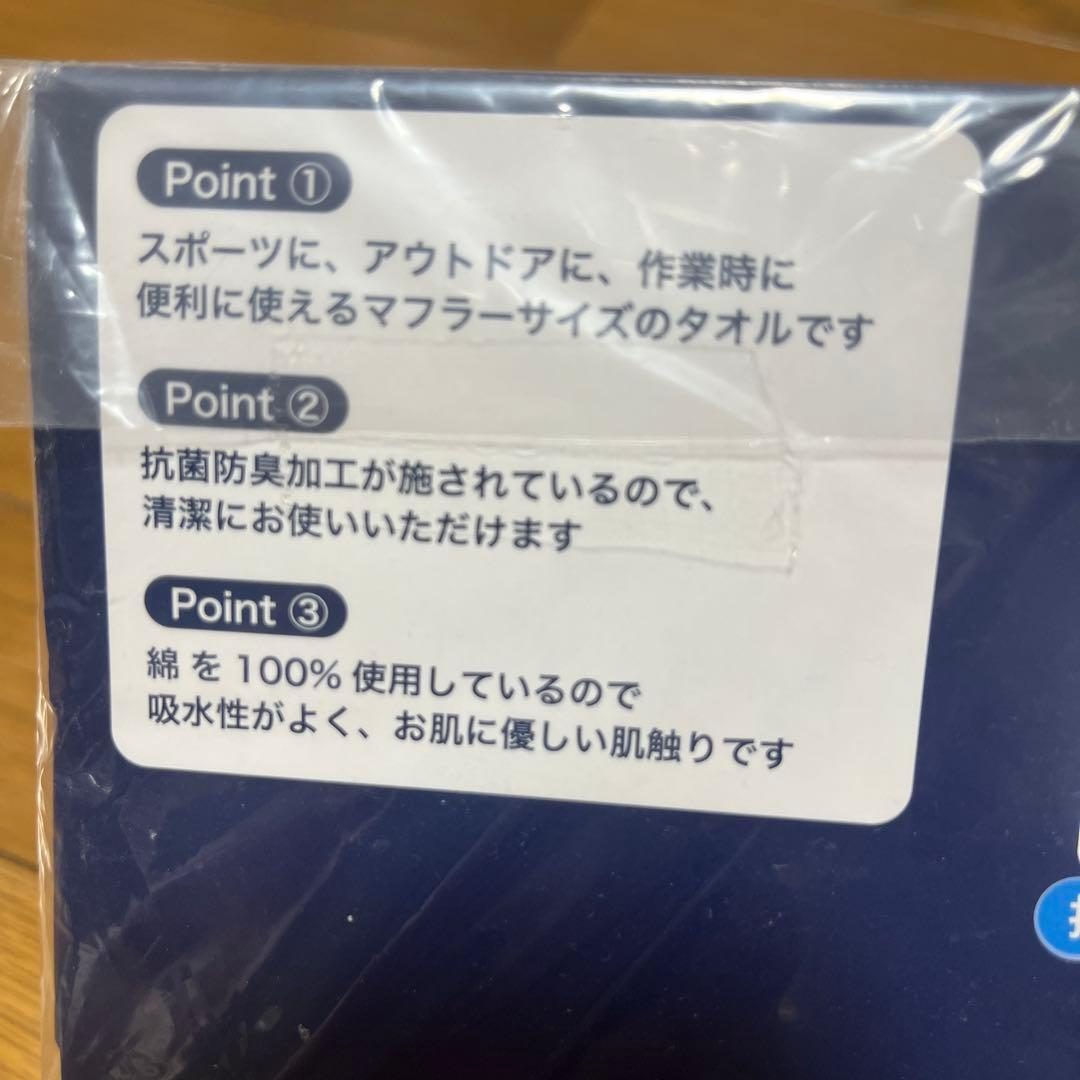 Point ①
スポーツに、アウトドアに、作業時に
便利に使えるマフラーサイズのタオルです
Point ②
抗菌防臭加工が施されているので、
清潔にお使いいただけます
Point ③
綿 を 100% 使用しているので
吸水性がよく、お肌に優しい肌触りです